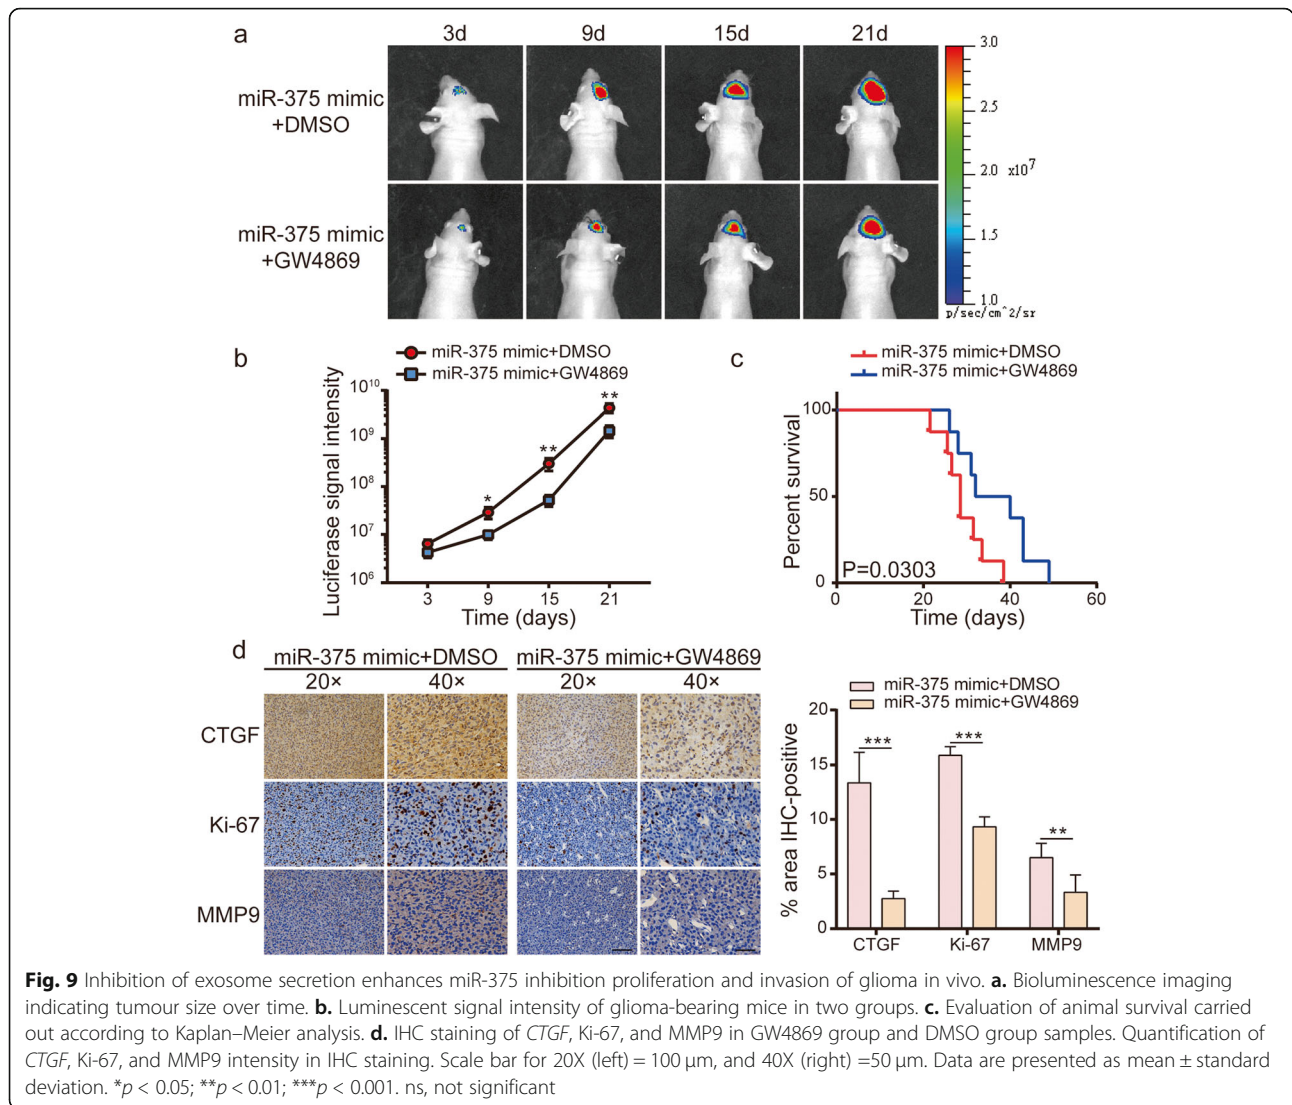 a
3d 9d 15d 21d
miR-375 mimic
+DMSO
miR-375 mimic
+GW4869
3.0
2.5
2.0 x10^7
1.5
1.0
p/sec/cm^2/sr
b
miR-375 mimic+DMSO
miR-375 mimic+GW4869
Luciferase signal intensity
10^10
10^9
10^8
10^7
10^6
*
**
**
3 9 15 21
Time (days)
c
miR-375 mimic+DMSO
miR-375 mimic+GW4869
Percent survival
100
50
0
P=0.0303
0 20 40 60
Time (days)
d
miR-375 mimic+DMSO miR-375 mimic+GW4869
20× 40× 20× 40×
CTGF
Ki-67
MMP9
miR-375 mimic+DMSO
miR-375 mimic+GW4869
% area IHC-positive
20
15
10
5
0
***
***
**
CTGF Ki-67 MMP9
Fig. 9 Inhibition of exosome secretion enhances miR-375 inhibition proliferation and invasion of glioma in vivo. a. Bioluminescence imaging
indicating tumour size over time. b. Luminescent signal intensity of glioma-bearing mice in two groups. c. Evaluation of animal survival carried
out according to Kaplan–Meier analysis. d. IHC staining of CTGF, Ki-67, and MMP9 in GW4869 group and DMSO group samples. Quantification of
CTGF, Ki-67, and MMP9 intensity in IHC staining. Scale bar for 20X (left) = 100 μm, and 40X (right) =50 μm. Data are presented as mean ± standard
deviation. *p < 0.05; **p < 0.01; ***p < 0.001. ns, not significant